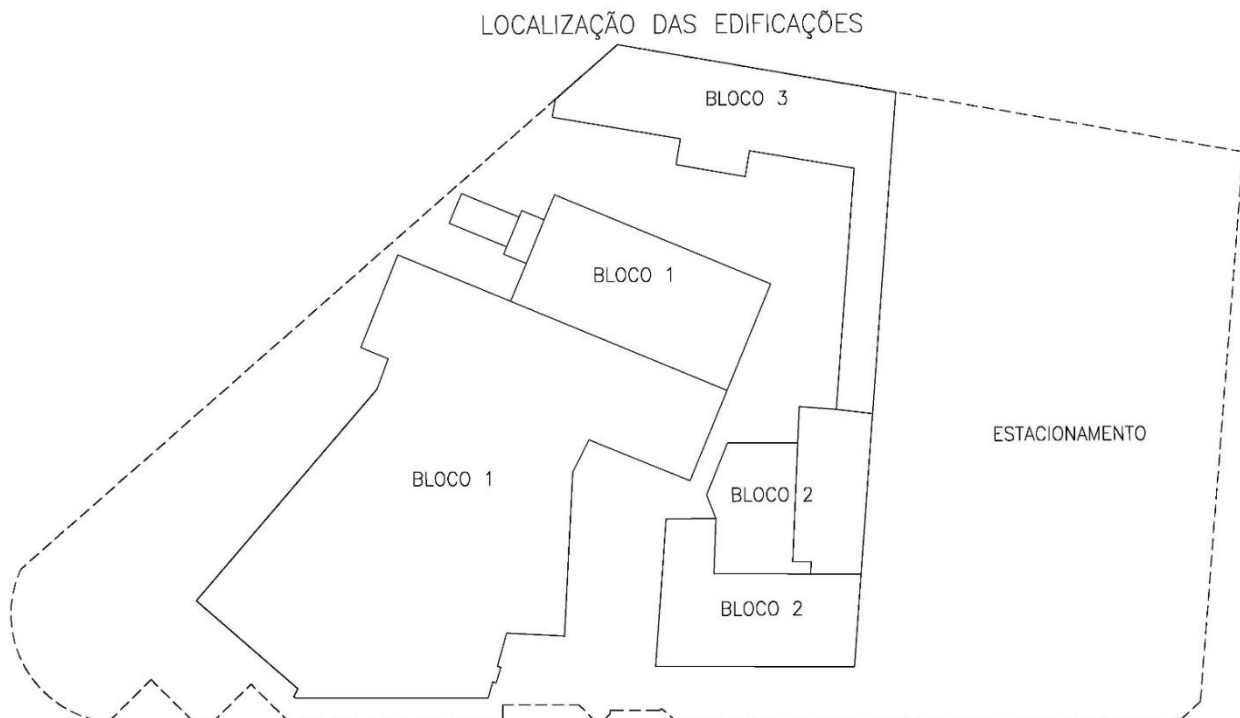 LOCALIZAÇÃO DAS EDIFICAÇÕES
BLOCO 3
BLOCO 1
ESTACIONAMENTO
BLOCO 1
BLOCO 2
BLOCO 2